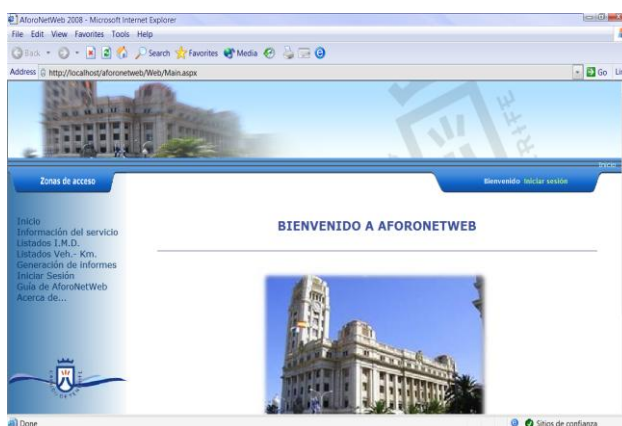 AforoNetWeb 2008 - Microsoft Internet Explorer
File Edit View Favorites Tools Help
Back Search Favorites Media
Address http://localhost/aforonetweb/Web/Main.aspx Go
Inicio
Zonas de acceso
Bienvenido Iniciar sesión
Inicio
Información del servicio
Listados I.M.D.
Listados Veh.- Km.
Generación de informes
Iniciar Sesión
Guía de AforoNetWeb
Acerca de...
BIENVENIDO A AFORONETWEB
Done Sitios de confianza